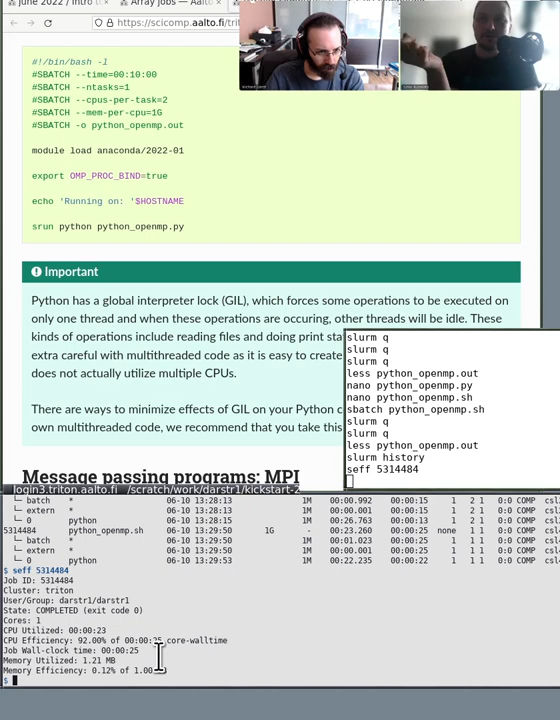 June 2022 / Intro
Array jobs — Aalto
https://scicomp.aalto.fi/trit
#!/bin/bash -l
#SBATCH --time=00:10:00
#SBATCH --ntasks=1
#SBATCH --cpus-per-task=2
#SBATCH --mem-per-cpu=1G
#SBATCH -o python_openmp.out
module load anaconda/2022-01
export OMP_PROC_BIND=true
echo 'Running on: '$HOSTNAME
srun python python_openmp.py
Important
Python has a global interpreter lock (GIL), which forces some operations to be executed on
only one thread and when these operations are occuring, other threads will be idle. These
kinds of operations include reading files and doing print sta
extra careful with multithreaded code as it is easy to create
does not actually utilize multiple CPUs.
There are ways to minimize effects of GIL on your Python c
own multithreaded code, we recommend that you take this
Message passing programs: MPI
slurm q
slurm q
slurm q
less python_openmp.out
nano python_openmp.py
nano python_openmp.sh
sbatch python_openmp.sh
slurm q
slurm q
less python_openmp.out
slurm history
seff 5314484
login3.triton.aalto.fi /scratch/work/darstr1/kickstart-2
└─ batch * 06-10 13:28:13 1M 00:00.992 00:00:15 1 2 1 0:0 COMP csl
└─ extern * 06-10 13:28:13 1M 00:00.001 00:00:15 1 2 1 0:0 COMP csl
└─ 0 python 06-10 13:28:15 1M 00:26.763 00:00:13 1 2 1 0:0 COMP csl
5314484 python_openmp.sh 06-10 13:29:50 1G - 00:23.260 00:00:25 none 1 1 1 0:0 COMP csl
└─ batch * 06-10 13:29:50 1M 00:01.023 00:00:25 1 1 1 0:0 COMP csl
└─ extern * 06-10 13:29:50 1M 00:00.001 00:00:25 1 1 1 0:0 COMP csl
└─ 0 python 06-10 13:29:53 1M 00:22.235 00:00:22 1 1 1 0:0 COMP csl
$ seff 5314484
Job ID: 5314484
Cluster: triton
User/Group: darstr1/darstr1
State: COMPLETED (exit code 0)
Cores: 1
CPU Utilized: 00:00:23
CPU Efficiency: 92.00% of 00:00:25 core-walltime
Job Wall-clock time: 00:00:25
Memory Utilized: 1.21 MB
Memory Efficiency: 0.12% of 1.00
$